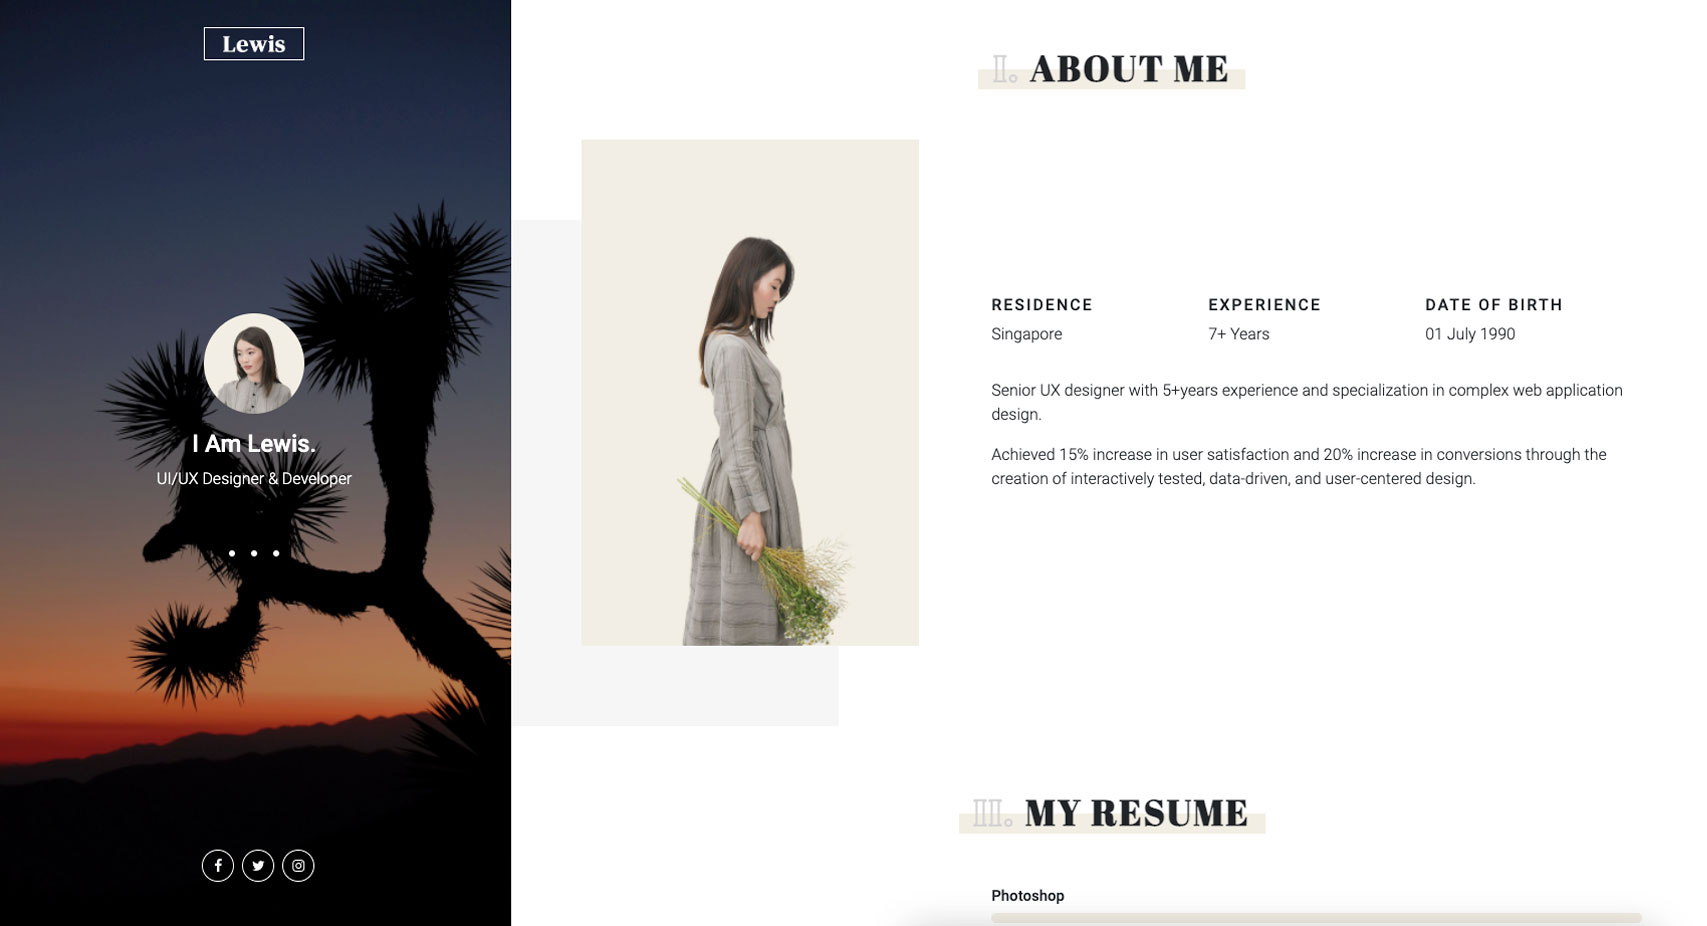 Lewis
I Am Lewis.
UI/UX Designer & Developer
II. ABOUT ME
RESIDENCE
Singapore
EXPERIENCE
7+ Years
DATE OF BIRTH
01 July 1990
Senior UX designer with 5+years experience and specialization in complex web application
design.
Achieved 15% increase in user satisfaction and 20% increase in conversions through the
creation of interactively tested, data-driven, and user-centered design.
III. MY RESUME
Photoshop